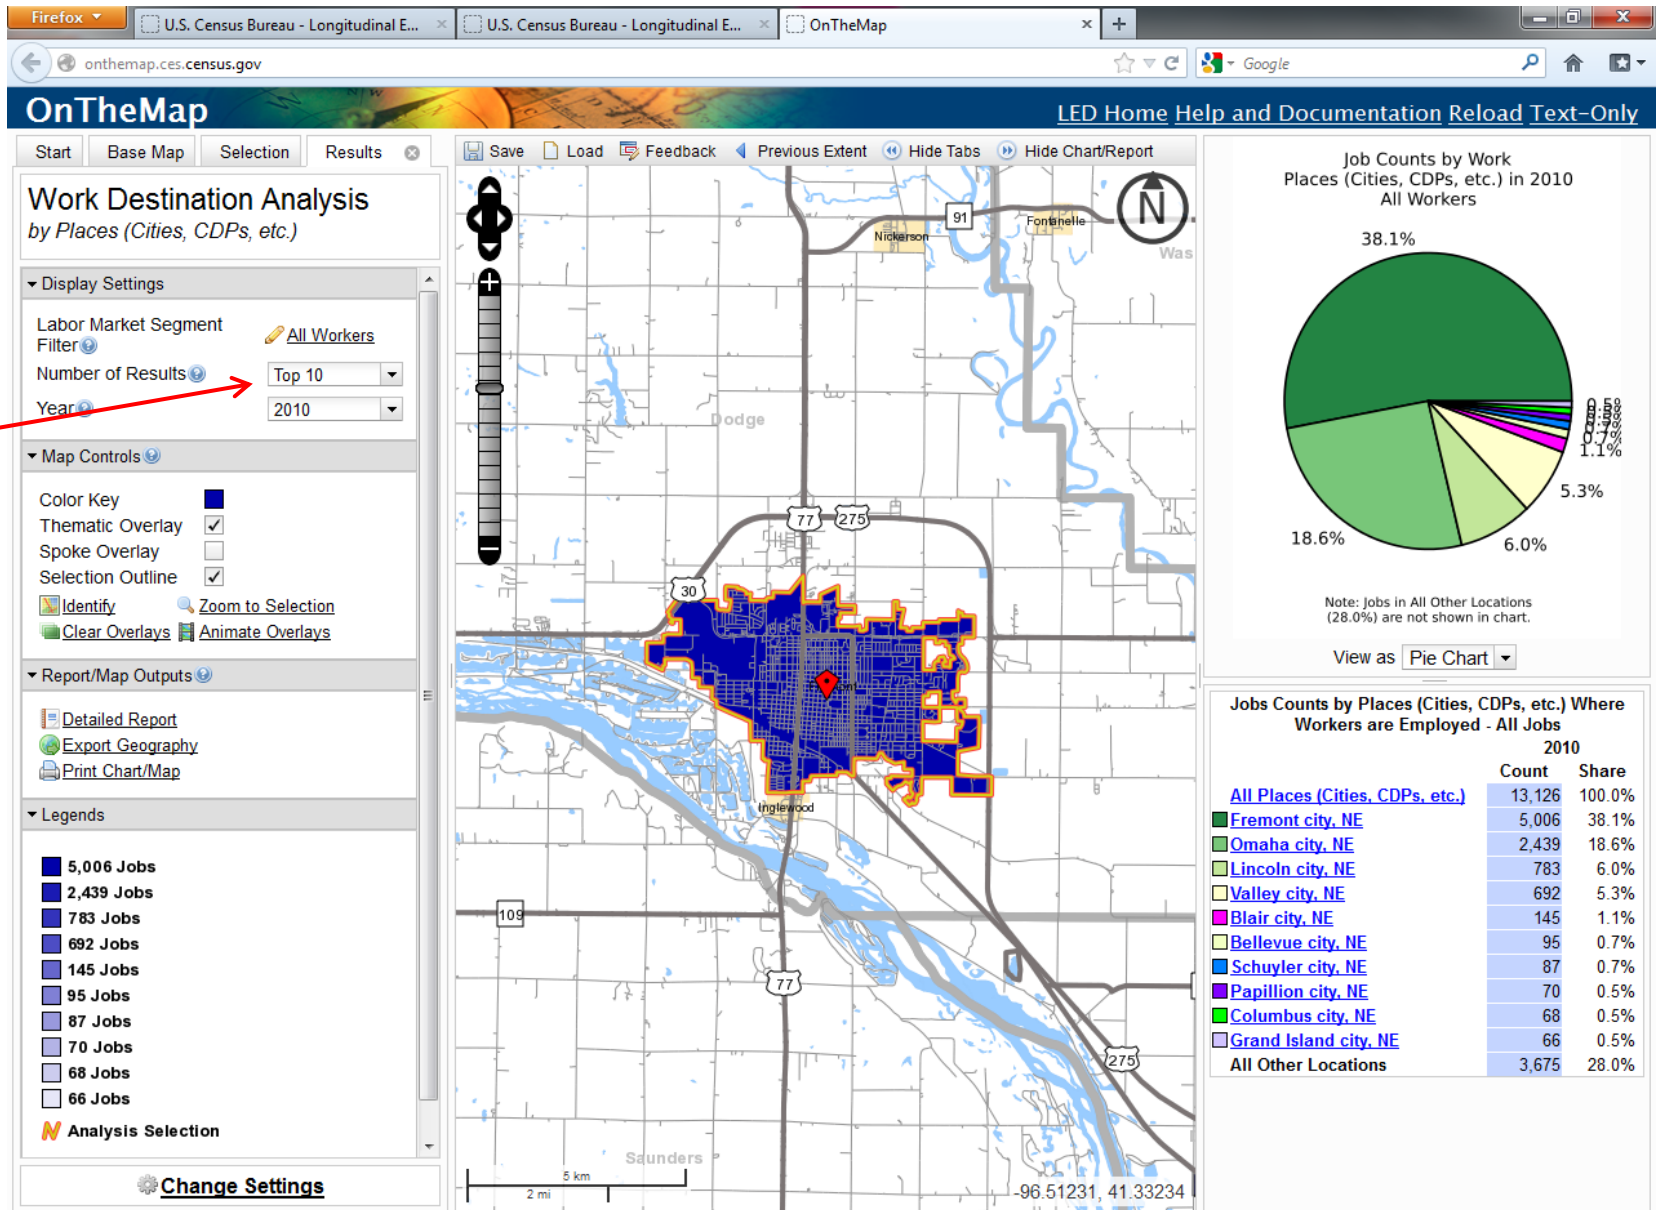 Firefox
U.S. Census Bureau - Longitudinal E...
U.S. Census Bureau - Longitudinal E...
OnTheMap
onthemap.ces.census.gov
Google
OnTheMap
LED Home Help and Documentation Reload Text-Only
Start Base Map Selection Results
Save Load Feedback Previous Extent Hide Tabs Hide Chart/Report
Work Destination Analysis
by Places (Cities, CDPs, etc.)
Display Settings
Labor Market Segment
Filter
All Workers
Number of Results Top 10
Year 2010
Map Controls
Color Key
Thematic Overlay
Spoke Overlay
Selection Outline
Identify Zoom to Selection
Clear Overlays Animate Overlays
Report/Map Outputs
Detailed Report
Export Geography
Print Chart/Map
Legends
5,006 Jobs
2,439 Jobs
783 Jobs
692 Jobs
145 Jobs
95 Jobs
87 Jobs
70 Jobs
68 Jobs
66 Jobs
Analysis Selection
Change Settings
N
91
Nickerson
Fontanelle
Was
Dodge
77
275
30
Inglewood
109
77
275
Saunders
5 km
2 mi
-96.51231, 41.33234
Job Counts by Work
Places (Cities, CDPs, etc.) in 2010
All Workers
38.1%
0.7%
1.1%
5.3%
18.6%
6.0%
Note: Jobs in All Other Locations
(28.0%) are not shown in chart.
View as Pie Chart
Jobs Counts by Places (Cities, CDPs, etc.) Where
Workers are Employed - All Jobs
2010
Count Share
All Places (Cities, CDPs, etc.) 13,126 100.0%
Fremont city, NE 5,006 38.1%
Omaha city, NE 2,439 18.6%
Lincoln city, NE 783 6.0%
Valley city, NE 692 5.3%
Blair city, NE 145 1.1%
Bellevue city, NE 95 0.7%
Schuyler city, NE 87 0.7%
Papillion city, NE 70 0.5%
Columbus city, NE 68 0.5%
Grand Island city, NE 66 0.5%
All Other Locations 3,675 28.0%